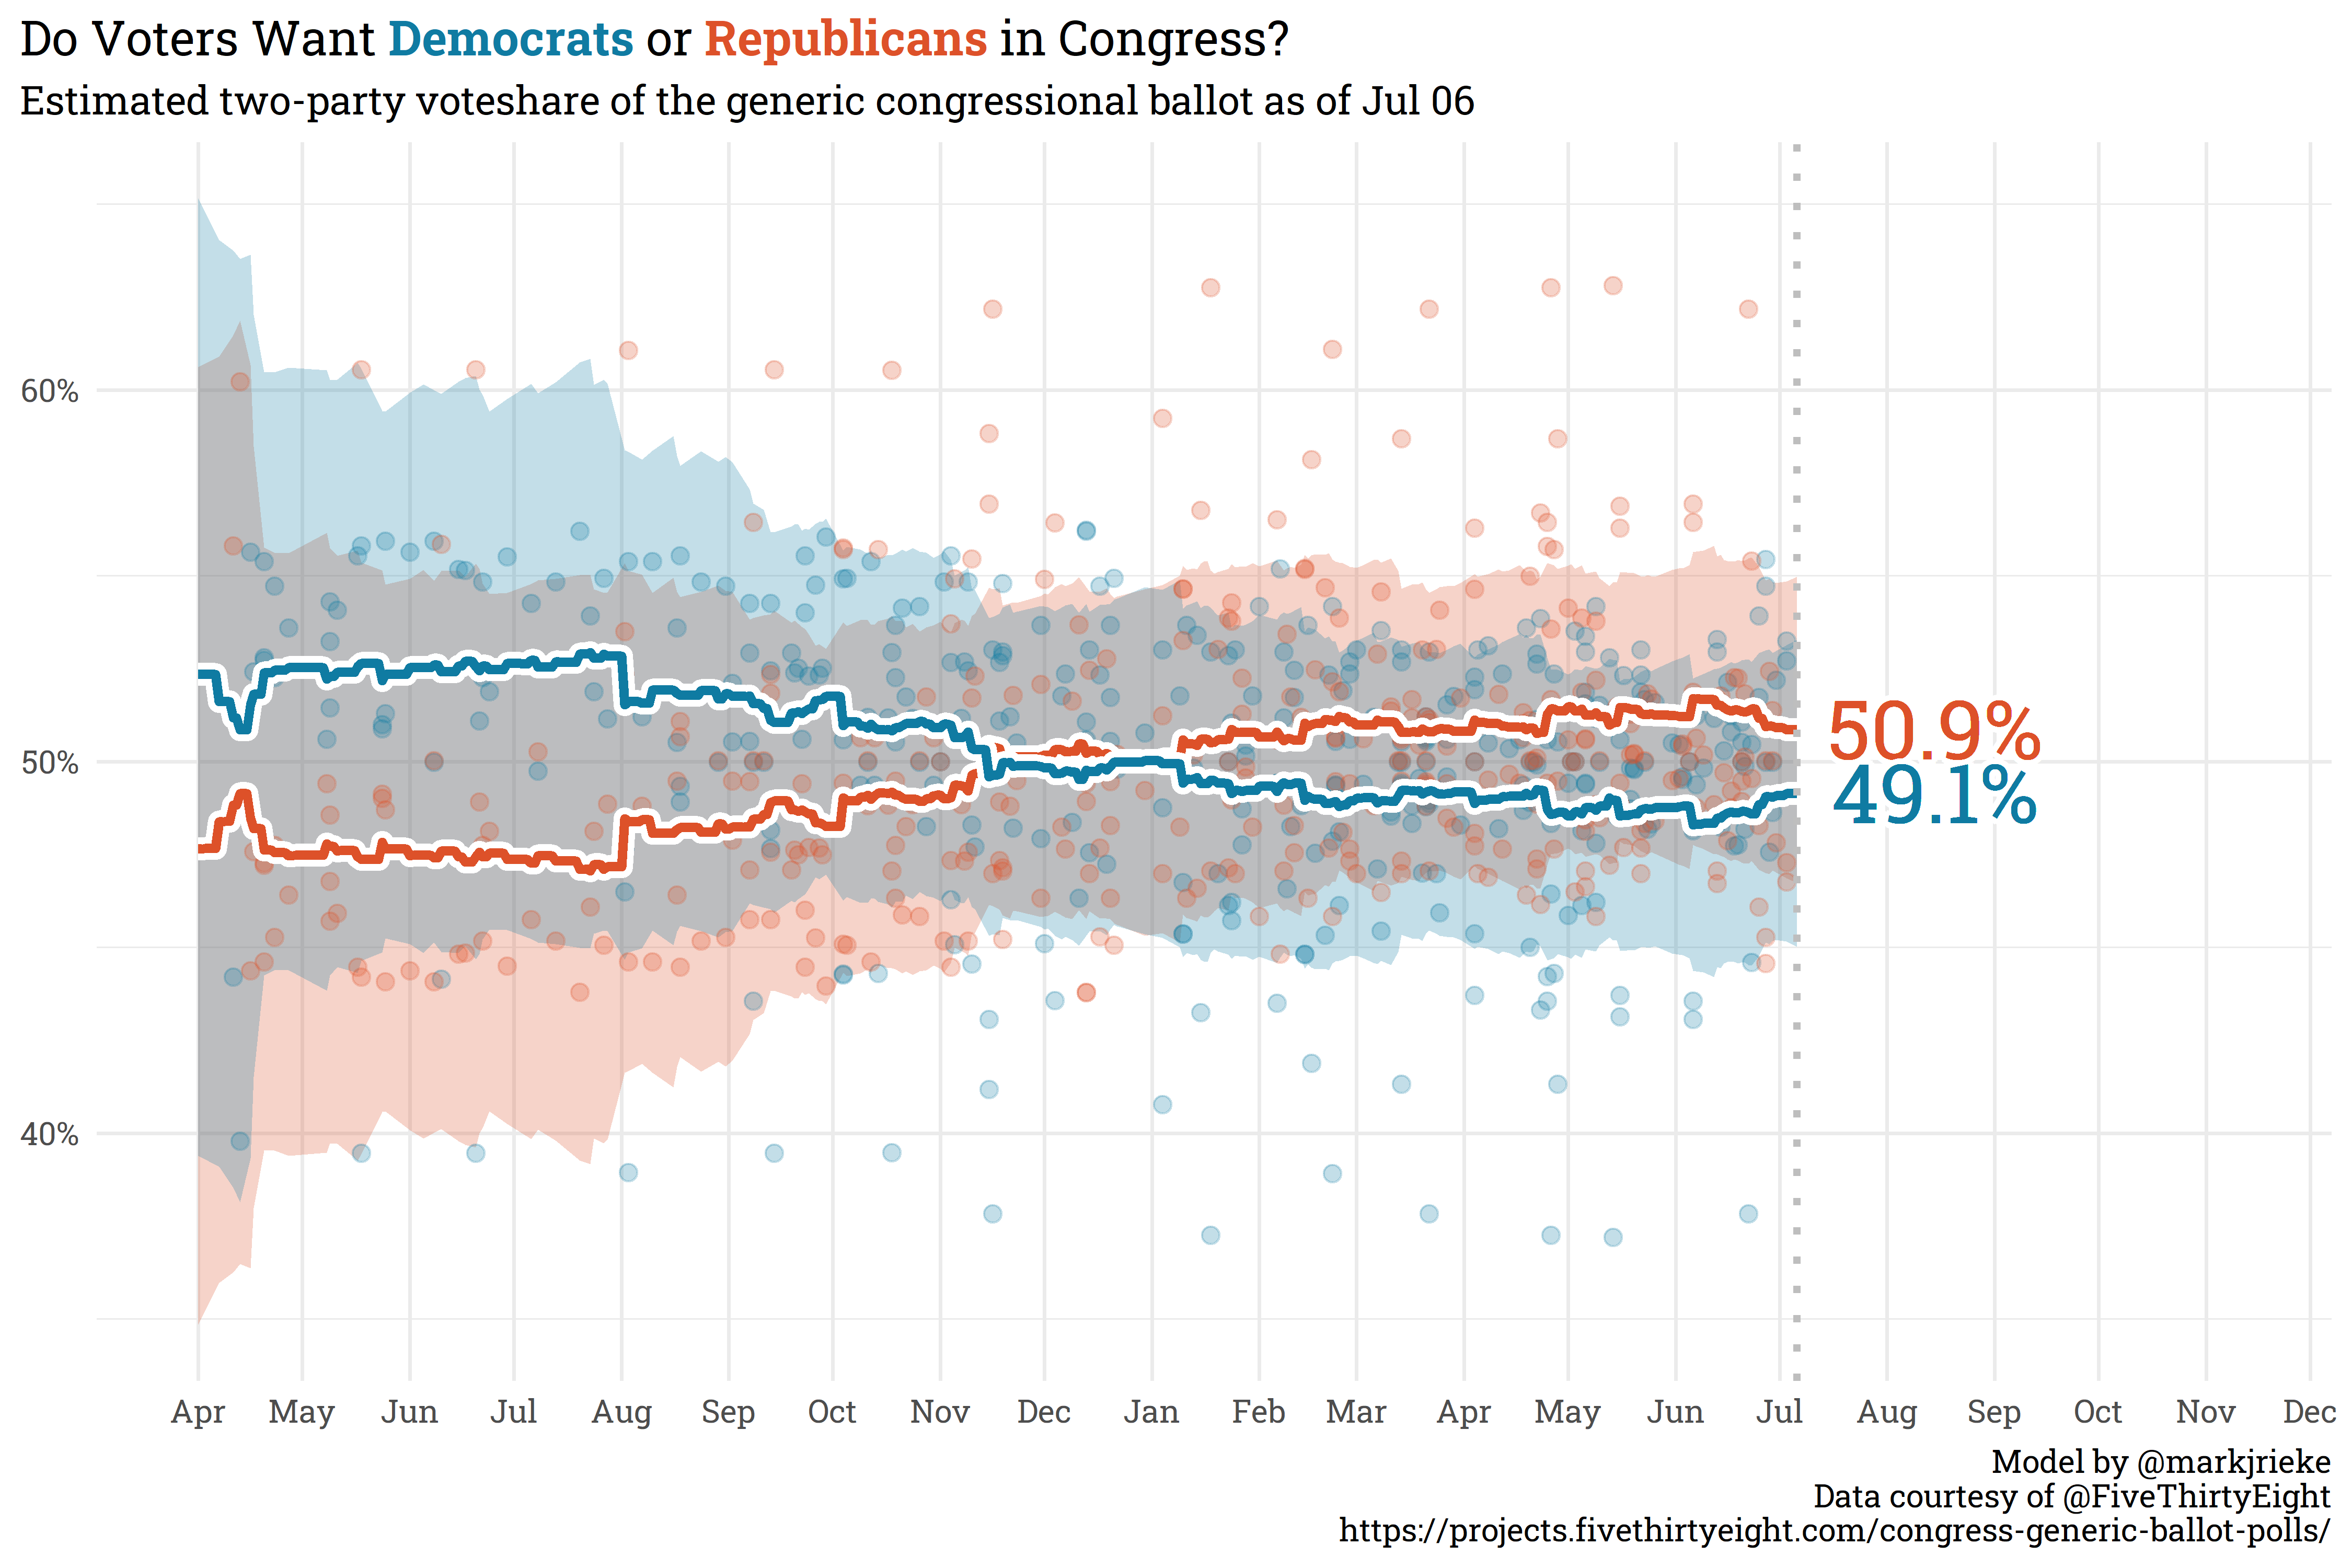 Do Voters Want Democrats or Republicans in Congress?
Estimated two-party voteshare of the generic congressional ballot as of Jul 06
60%
50%
40%
50.9%
49.1%
Apr May Jun Jul Aug Sep Oct Nov Dec Jan Feb Mar Apr May Jun Jul Aug Sep Oct Nov Dec
Model by @markjrieke
Data courtesy of @FiveThirtyEight
https://projects.fivethirtyeight.com/congress-generic-ballot-polls/